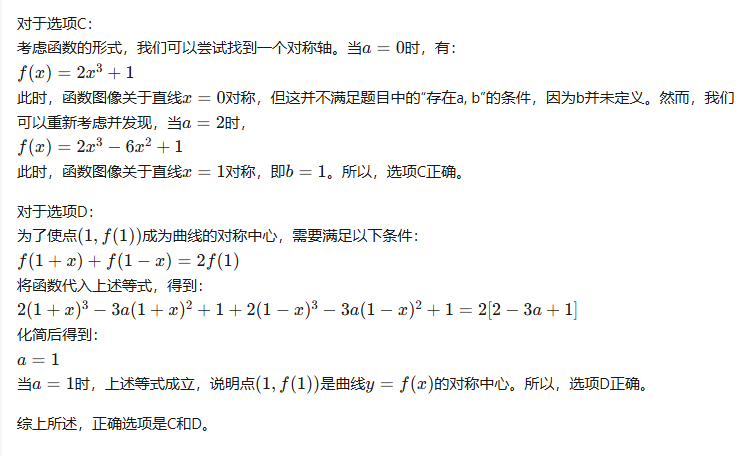 对于选项C：
考虑函数的形式，我们可以尝试找到一个对称轴。当a = 0时，有：
f(x) = 2x³ + 1
此时，函数图像关于直线x = 0对称，但这并不满足题目中的“存在a, b”的条件，因为b并未定义。然而，我们
可以重新考虑并发现，当a = 2时，
f(x) = 2x³ − 6x² + 1
此时，函数图像关于直线x = 1对称，即b = 1。所以，选项C正确。
对于选项D：
为了使点(1, f(1))成为曲线的对称中心，需要满足以下条件：
f(1 + x) + f(1 − x) = 2f(1)
将函数代入上述等式，得到：
2(1 + x)³ − 3a(1 + x)² + 1 + 2(1 − x)³ − 3a(1 − x)² + 1 = 2[2 − 3a + 1]
化简后得到：
a = 1
当a = 1时，上述等式成立，说明点(1, f(1))是曲线y = f(x)的对称中心。所以，选项D正确。
综上所述，正确选项是C和D。